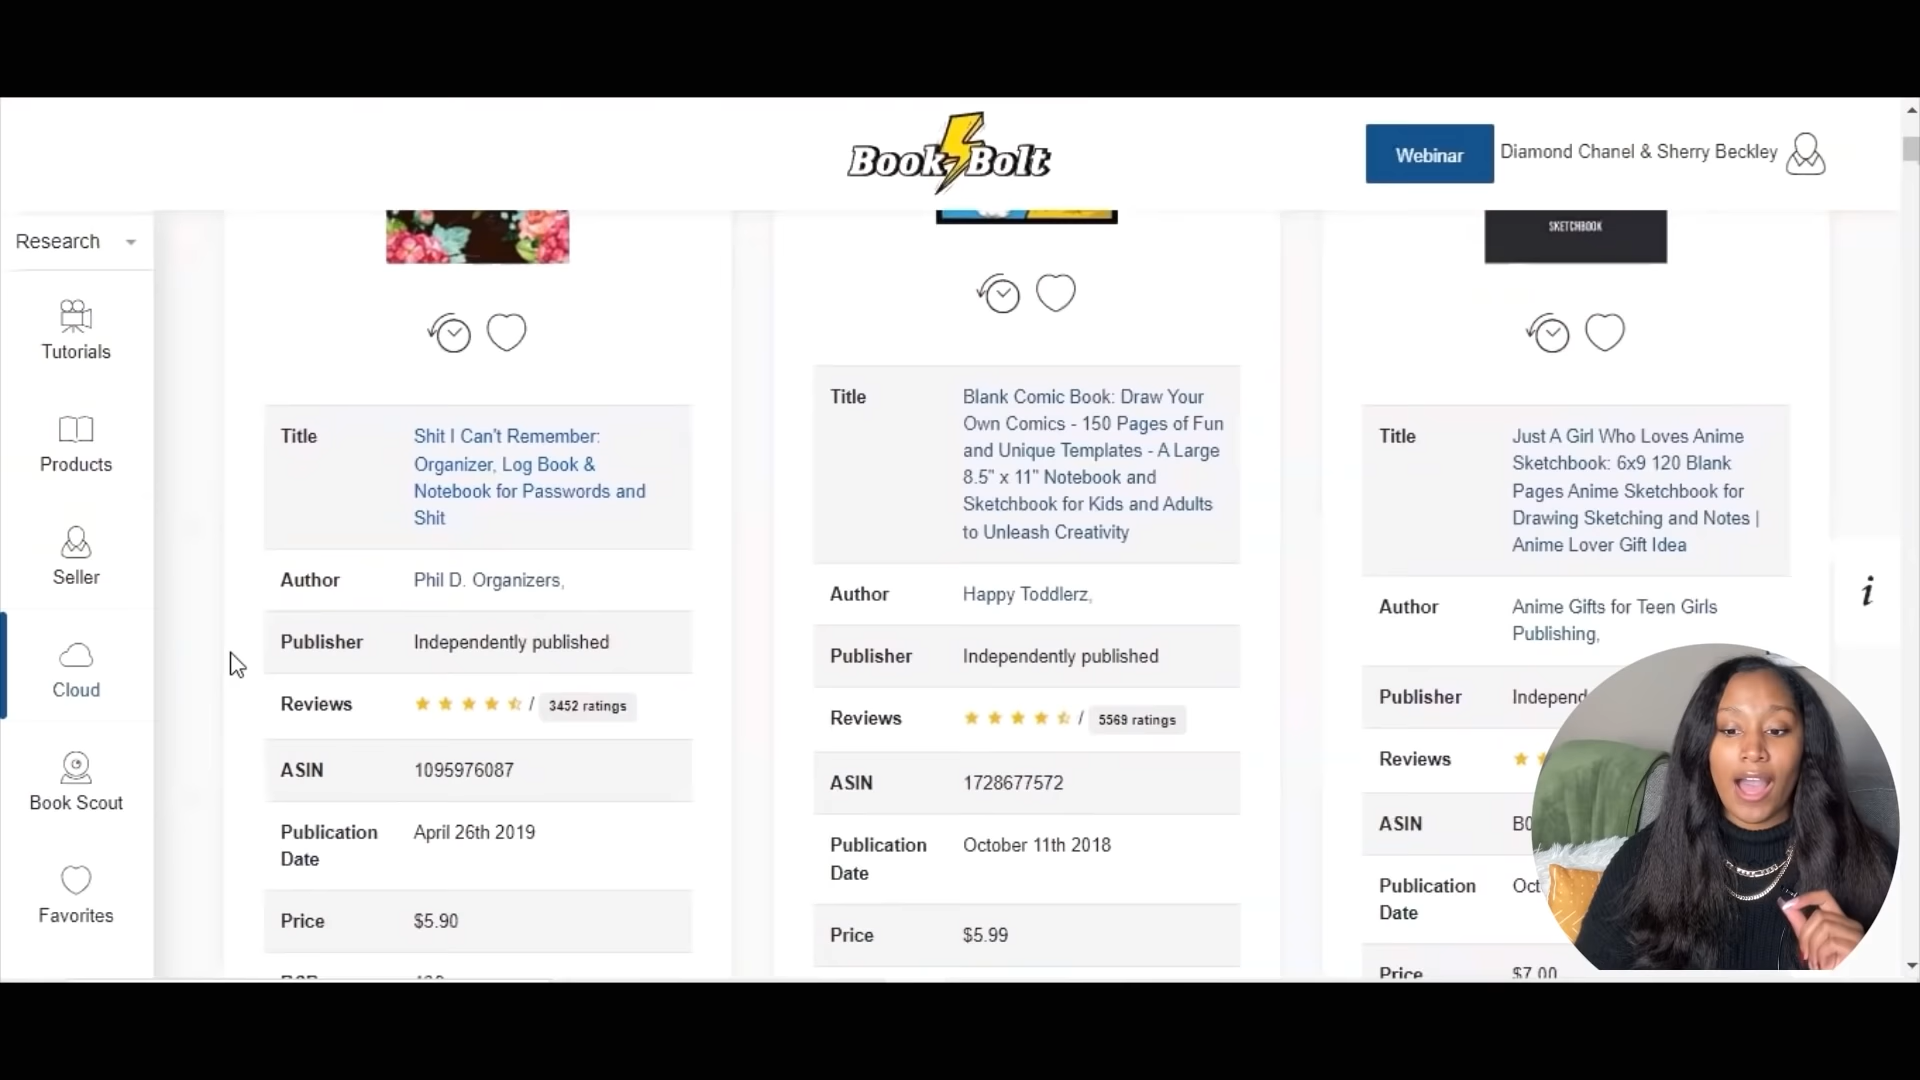 Book Bolt
Webinar
Diamond Chanel & Sherry Beckley
Research
Tutorials
Products
Seller
Cloud
Book Scout
Favorites
Title
Shit I Can't Remember:
Organizer, Log Book &
Notebook for Passwords and
Shit
Author
Phil D. Organizers,
Publisher
Independently published
Reviews
/ 3452 ratings
ASIN
1095976087
Publication
Date
April 26th 2019
Price
$5.90
Title
Blank Comic Book: Draw Your
Own Comics - 150 Pages of Fun
and Unique Templates - A Large
8.5" x 11" Notebook and
Sketchbook for Kids and Adults
to Unleash Creativity
Author
Happy Toddlerz,
Publisher
Independently published
Reviews
/ 5569 ratings
ASIN
1728677572
Publication
Date
October 11th 2018
Price
$5.99
SKETCHBOOK
Title
Just A Girl Who Loves Anime
Sketchbook: 6x9 120 Blank
Pages Anime Sketchbook for
Drawing Sketching and Notes |
Anime Lover Gift Idea
Author
Anime Gifts for Teen Girls
Publishing,
Publisher
Independ
Reviews
ASIN
B0
Publication
Date
Oct
Price
$7.00
i